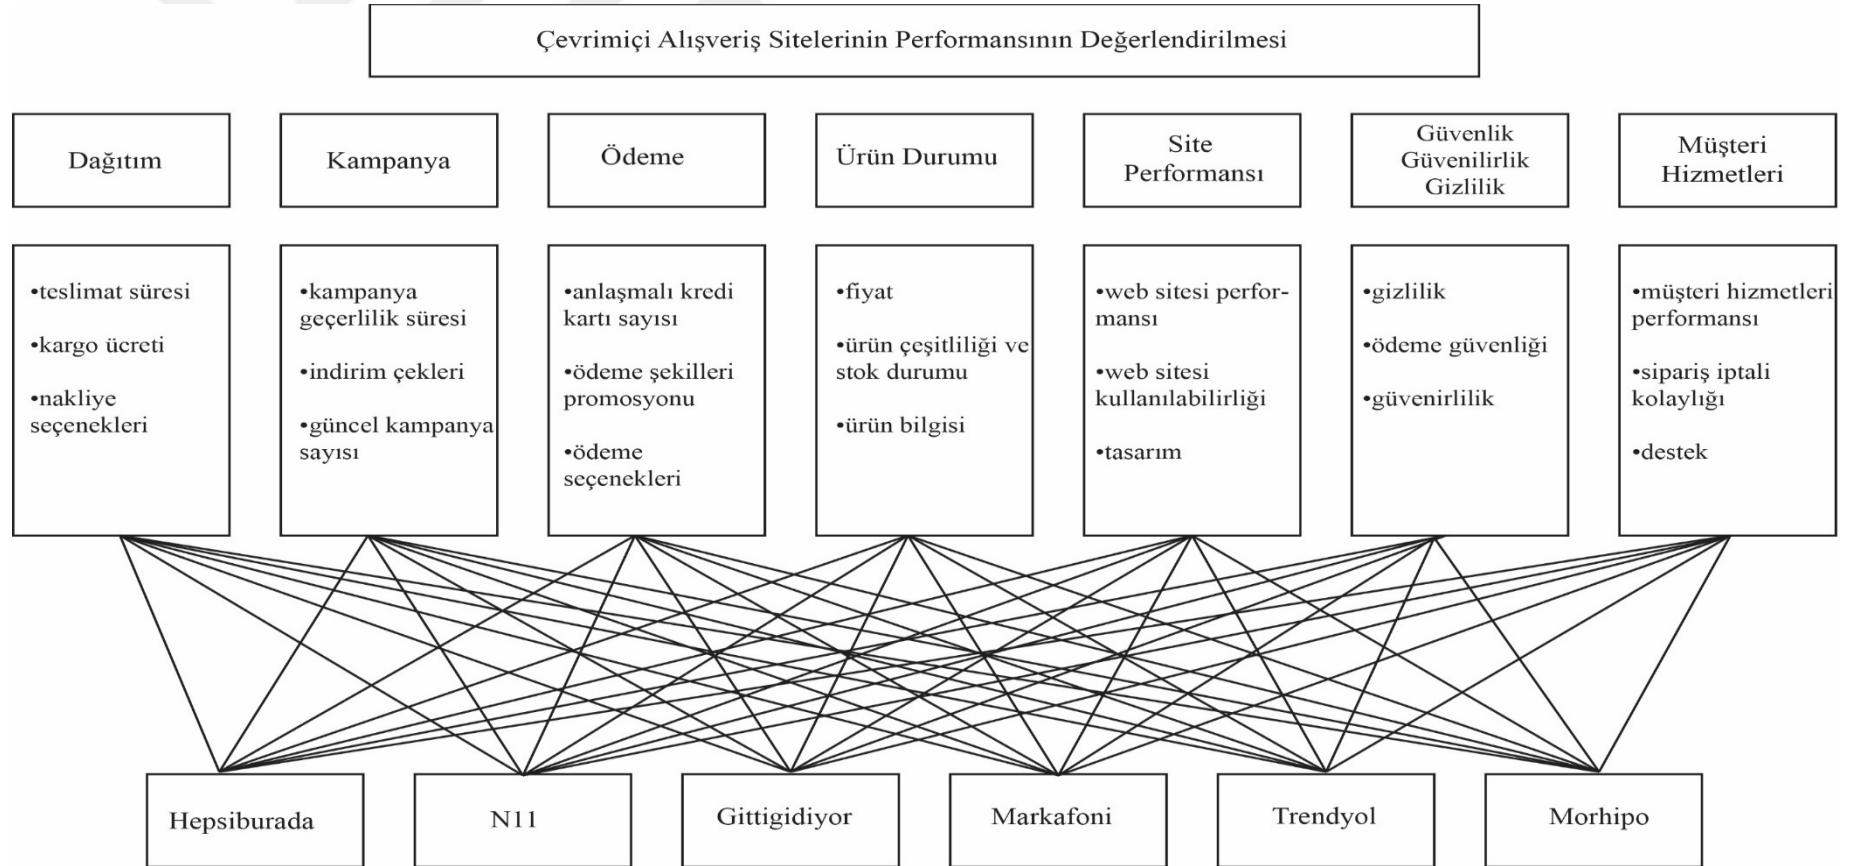 Çevrimiçi Alışveriş Sitelerinin Performansının Değerlendirilmesi
Dağıtım
Kampanya
Ödeme
Ürün Durumu
Site
Performansı
Güvenlik
Güvenilirlik
Gizlilik
Müşteri
Hizmetleri
•teslimat süresi
•kargo ücreti
•nakliye
seçenekleri
•kampanya
geçerlilik süresi
•indirim çekleri
•güncel kampanya
sayısı
•anlaşmalı kredi
kartı sayısı
•ödeme şekilleri
promosyonu
•ödeme
seçenekleri
•fiyat
•ürün çeşitliliği ve
stok durumu
•ürün bilgisi
•web sitesi perfor-
mansı
•web sitesi
kullanılabilirliği
•tasarım
•gizlilik
•ödeme güvenliği
•güvenirlilik
•müşteri hizmetleri
performansı
•sipariş iptali
kolaylığı
•destek
Hepsiburada
N11
Gittigidiyor
Markafoni
Trendyol
Morhipo